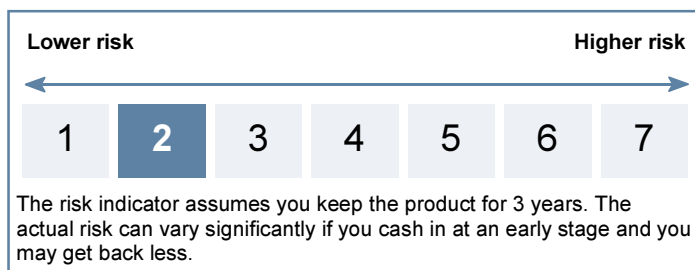 Lower risk Higher risk
1 2 3 4 5 6 7
The risk indicator assumes you keep the product for 3 years. The
actual risk can vary significantly if you cash in at an early stage and you
may get back less.